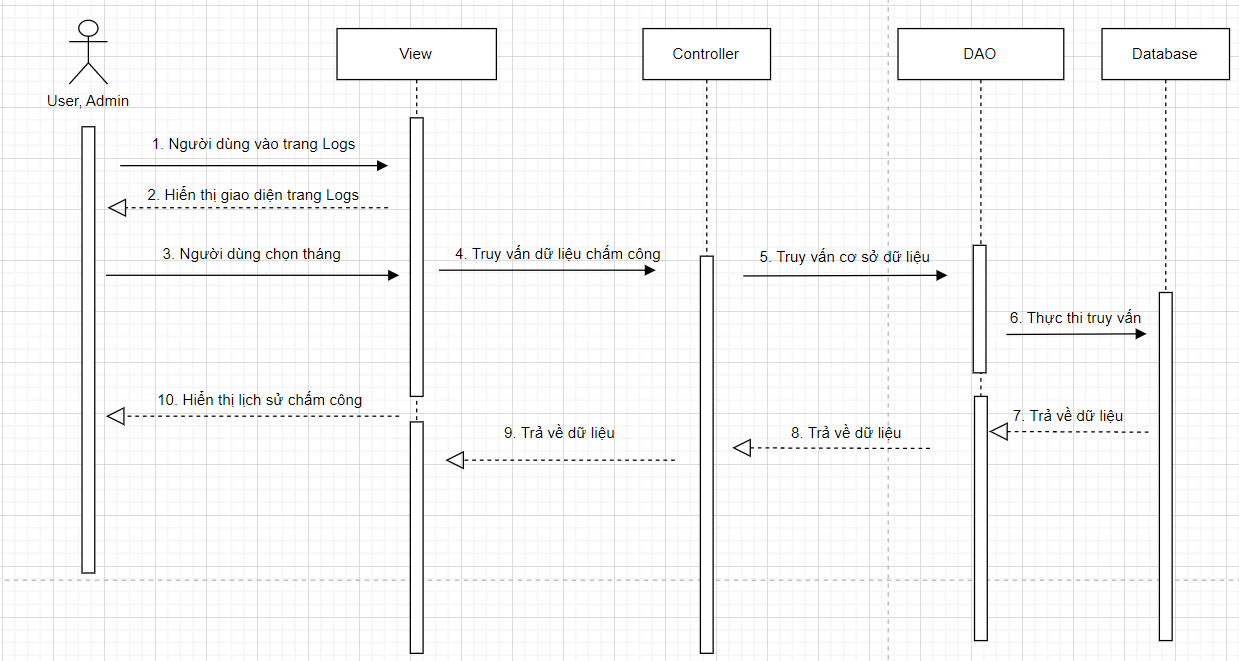 View
Controller
DAO
Database
User, Admin
1. Người dùng vào trang Logs
2. Hiển thị giao diện trang Logs
3. Người dùng chọn tháng
4. Truy vấn dữ liệu chấm công
5. Truy vấn cơ sở dữ liệu
6. Thực thi truy vấn
7. Trả về dữ liệu
8. Trả về dữ liệu
9. Trả về dữ liệu
10. Hiển thị lịch sử chấm công